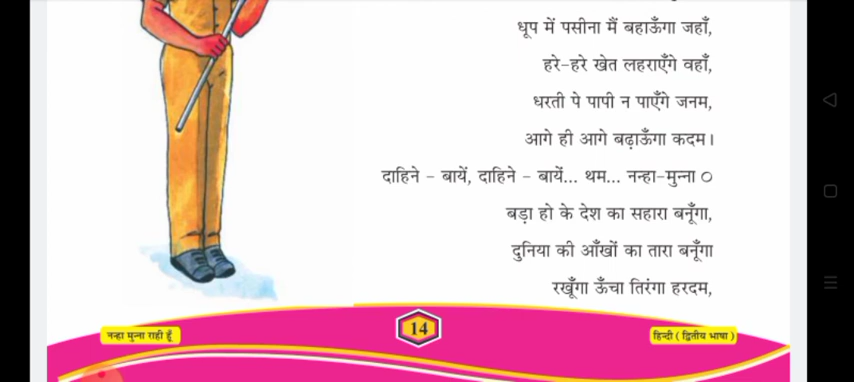 धूप में पसीना मैं बहाऊँगा जहाँ,
हरे-हरे खेत लहराएँगे वहाँ,
धरती पे पापी न पाएँगे जनम,
आगे ही आगे बढ़ाऊँगा कदम।
दाहिने - बायें, दाहिने - बायें... थम... नन्हा-मुन्ना ०
बड़ा हो के देश का सहारा बनूँगा,
दुनिया की आँखों का तारा बनूँगा
रखूँगा ऊँचा तिरंगा हरदम,
नन्हा मुन्ना राही हूँ
14
हिन्दी ( द्वितीय भाषा )